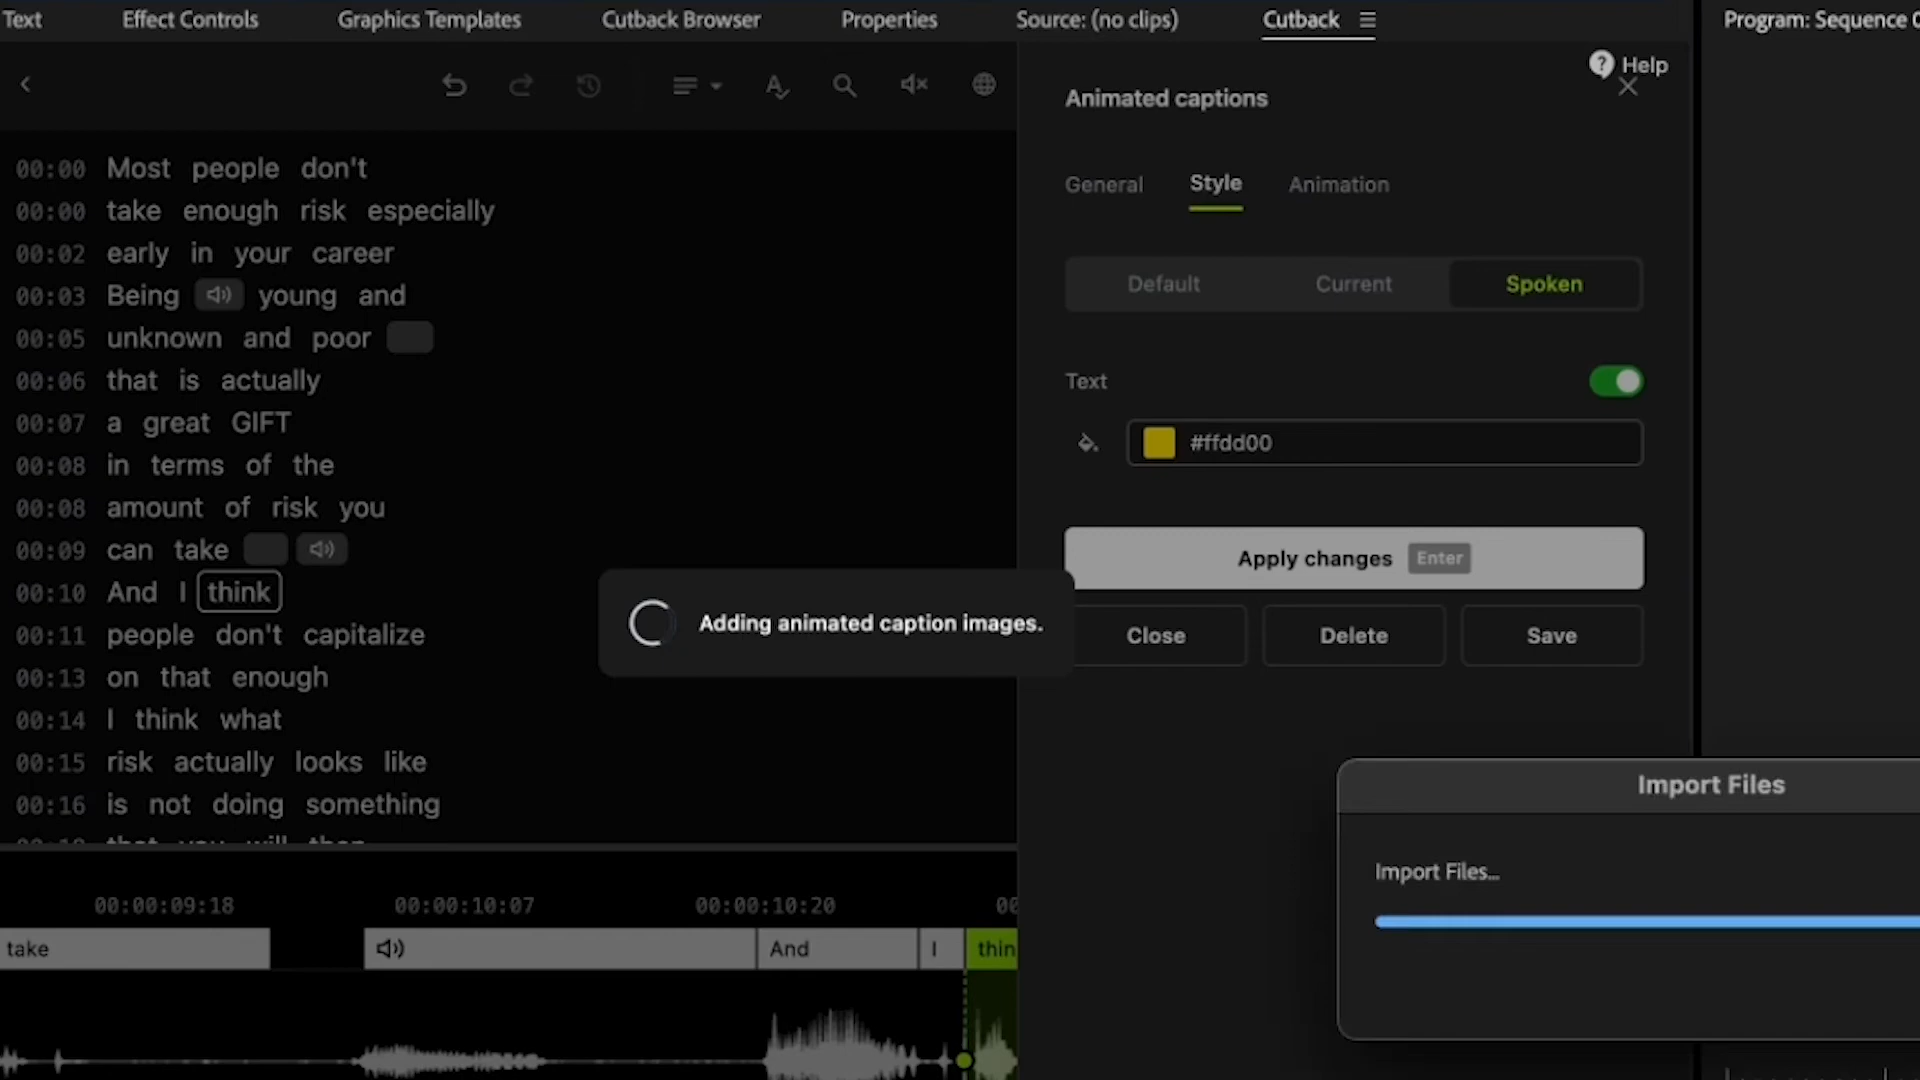 Text Effect Controls Graphics Templates Cutback Browser Properties Source: (no clips) Cutback Program: Sequence
? Help
Animated captions
General Style Animation
Default Current Spoken
Text
#ffdd00
Apply changes Enter
Close Delete Save
00:00 Most people don't
00:00 take enough risk especially
00:02 early in your career
00:03 Being young and
00:05 unknown and poor
00:06 that is actually
00:07 a great GIFT
00:08 in terms of the
00:08 amount of risk you
00:09 can take
00:10 And I think
00:11 people don't capitalize
00:13 on that enough
00:14 I think what
00:15 risk actually looks like
00:16 is not doing something
that you will then
Adding animated caption images.
Import Files
Import Files...
00:00:09:18 00:00:10:07 00:00:10:20 00
take And I thin